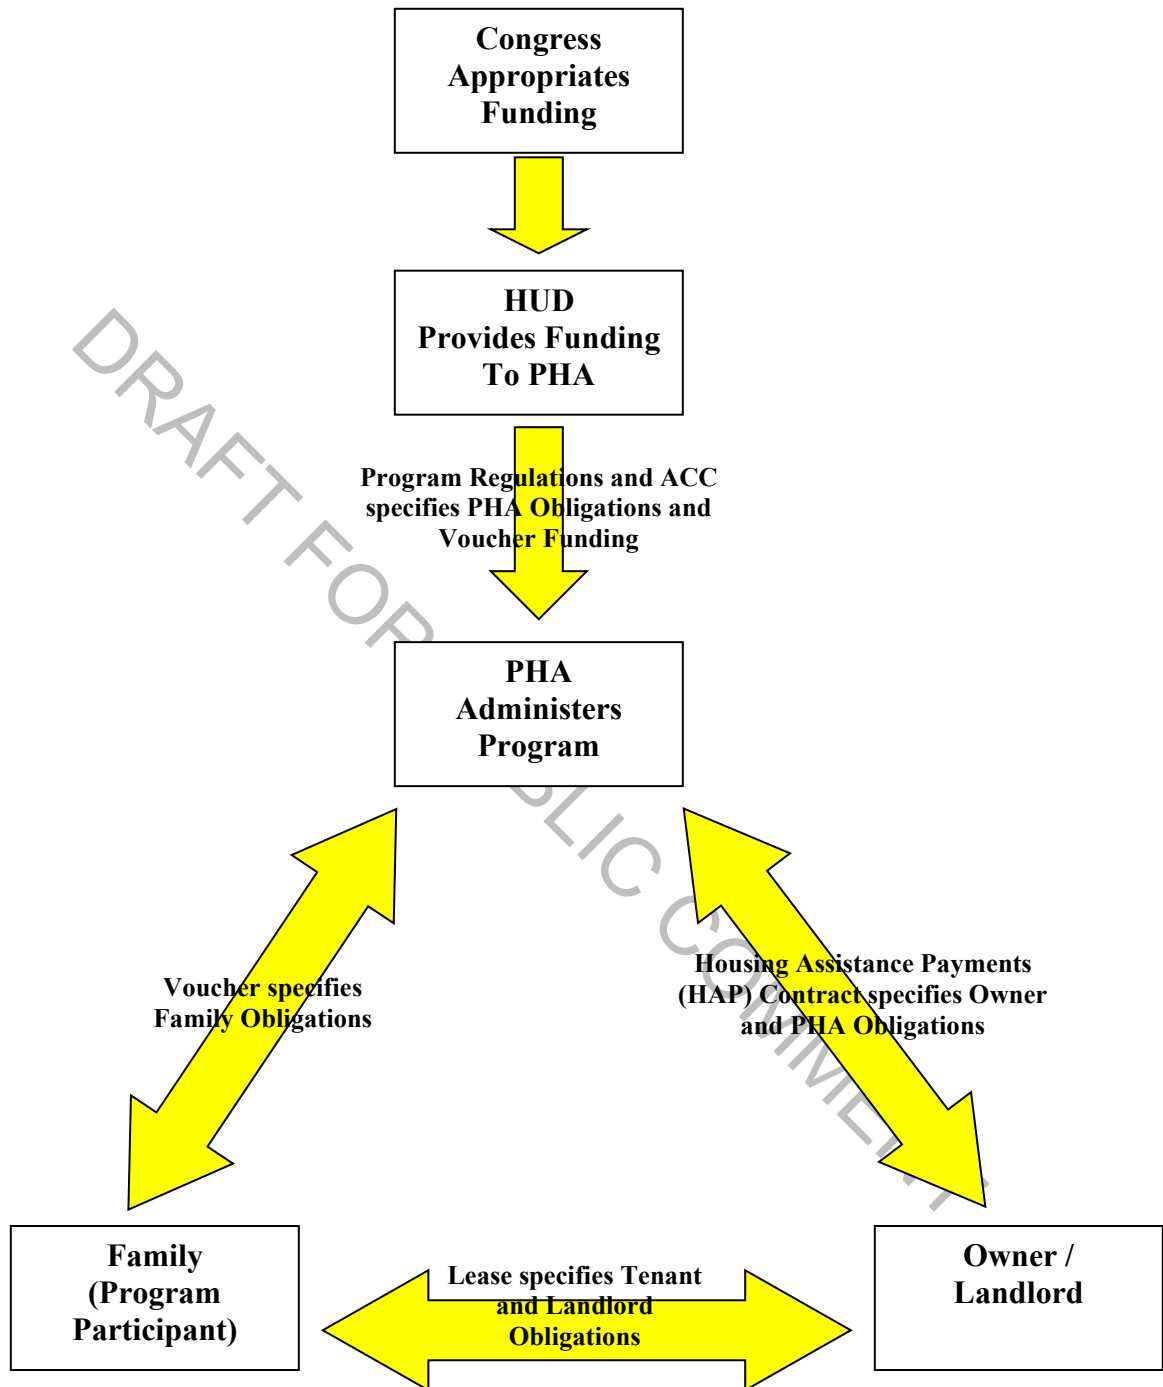 Congress
Appropriates
Funding
HUD
Provides Funding
To PHA
Program Regulations and ACC
specifies PHA Obligations and
Voucher Funding
PHA
Administers
Program
Voucher specifies
Family Obligations
Housing Assistance Payments
(HAP) Contract specifies Owner
and PHA Obligations
Family
(Program
Participant)
Lease specifies Tenant
and Landlord
Obligations
Owner /
Landlord
DRAFT FOR PUBLIC COMMENT